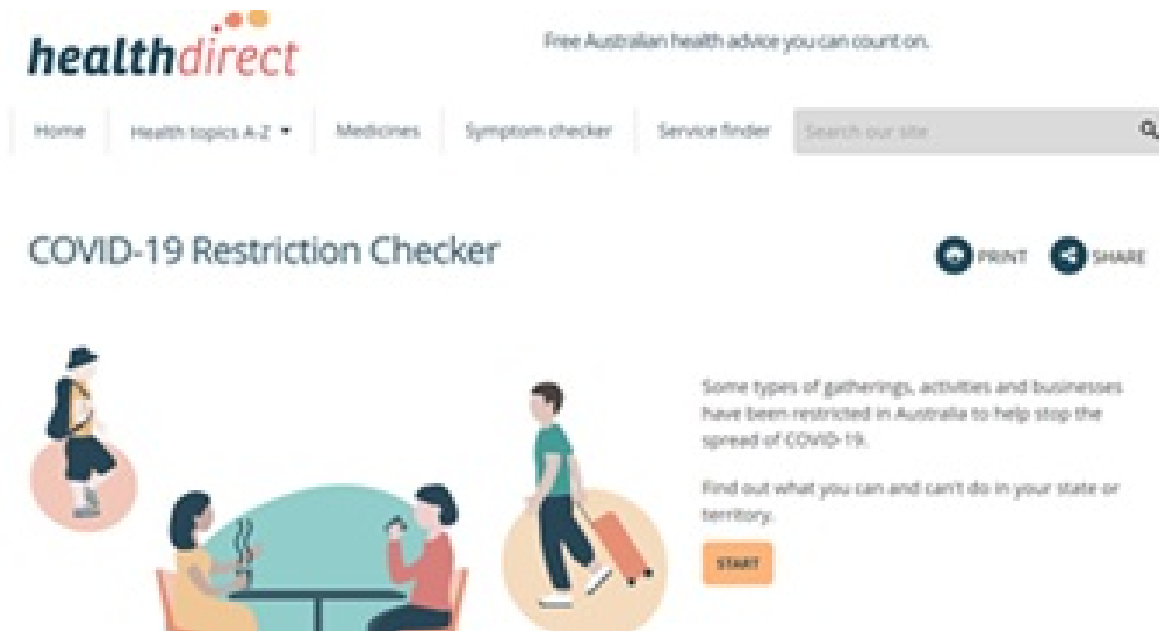 healthdirect
Free Australian health advice you can count on.
Home
Health topics A-Z
Medicines
Symptom checker
Service finder
Search our site
COVID-19 Restriction Checker
PRINT
SHARE
Some types of gatherings, activities and businesses
have been restricted in Australia to help stop the
spread of COVID-19.
Find out what you can and can't do in your state or
territory.
START